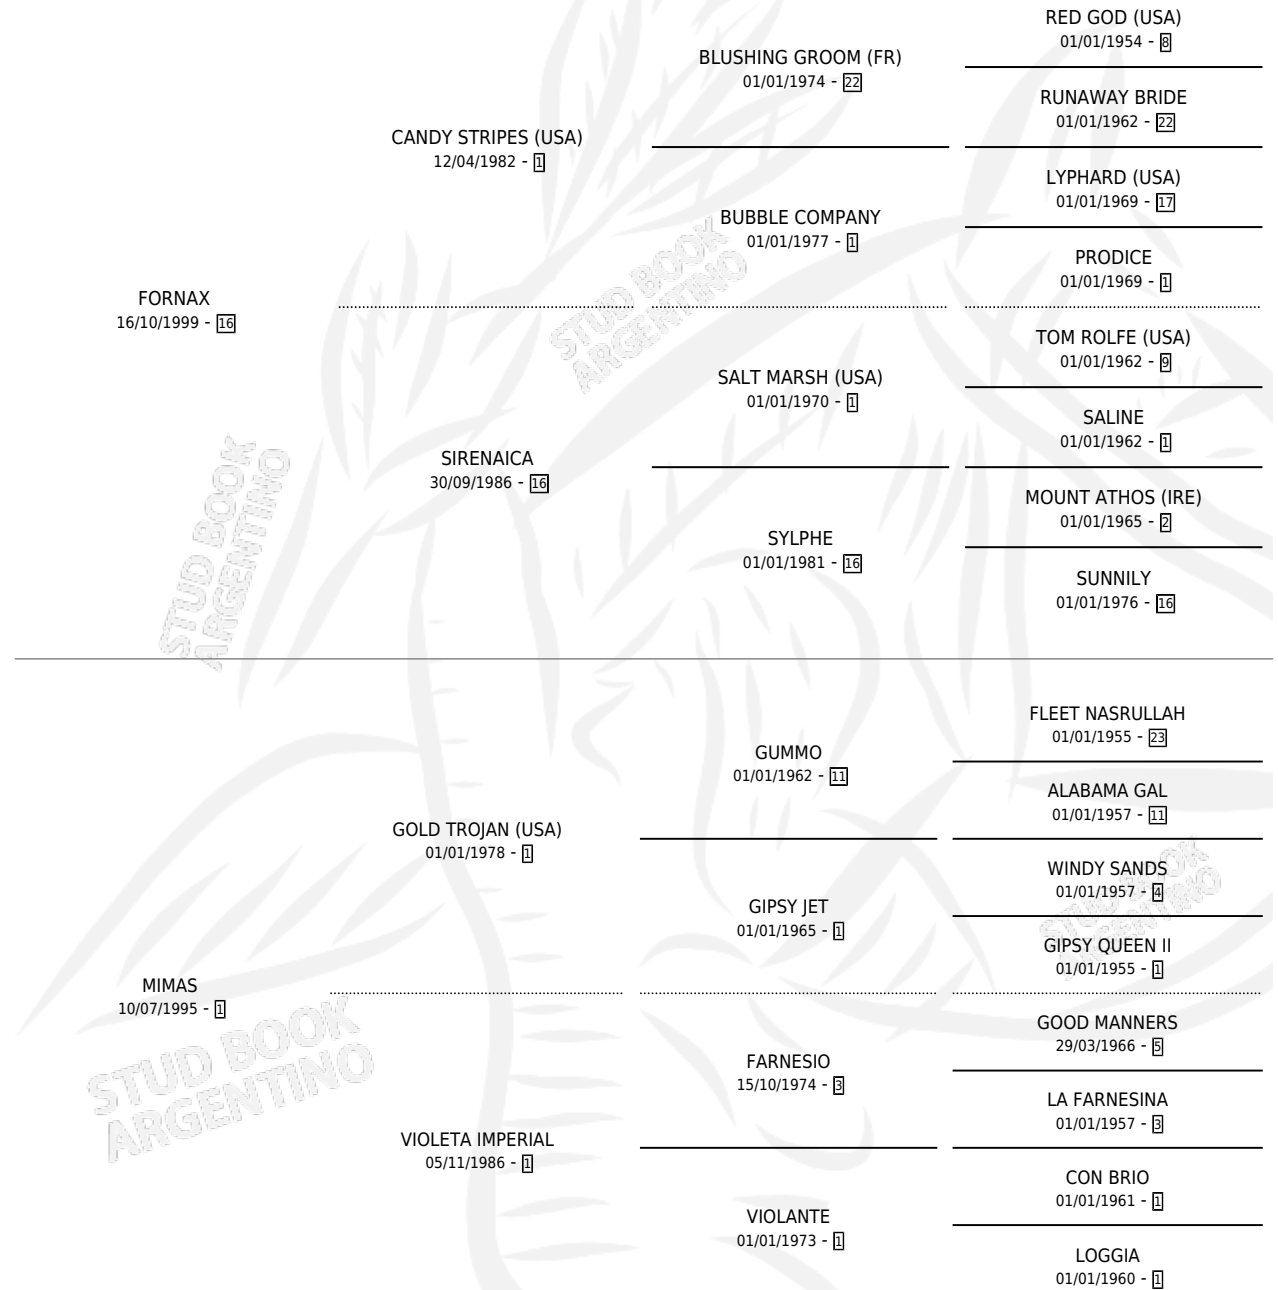 RED GOD (USA)
01/01/1954 - 8
BLUSHING GROOM (FR)
01/01/1974 - 22
RUNAWAY BRIDE
01/01/1962 - 22
CANDY STRIPES (USA)
12/04/1982 - 1
LYPHARD (USA)
01/01/1969 - 17
BUBBLE COMPANY
01/01/1977 - 1
PRODICE
01/01/1969 - 1
FORNAX
16/10/1999 - 16
STUD BOOK
ARGENTINO
TOM ROLFE (USA)
01/01/1962 - 9
SALT MARSH (USA)
01/01/1970 - 1
SALINE
01/01/1962 - 1
SIRENAICA
30/09/1986 - 16
MOUNT ATHOS (IRE)
01/01/1965 - 2
SYLPHE
01/01/1981 - 16
SUNNILY
01/01/1976 - 16
STUD BOOK
ARGENTINO
FLEET NASRULLAH
01/01/1955 - 23
GUMMO
01/01/1962 - 11
ALABAMA GAL
01/01/1957 - 11
GOLD TROJAN (USA)
01/01/1978 - 1
WINDY SANDS
01/01/1957 - 4
GIPSY JET
01/01/1965 - 1
GIPSY QUEEN II
01/01/1955 - 1
STUD BOOK
ARGENTINO
MIMAS
10/07/1995 - 1
GOOD MANNERS
29/03/1966 - 5
FARNESIO
15/10/1974 - 3
LA FARNESINA
01/01/1957 - 3
STUD BOOK
ARGENTINO
VIOLETA IMPERIAL
05/11/1986 - 1
CON BRIO
01/01/1961 - 1
VIOLANTE
01/01/1973 - 1
LOGGIA
01/01/1960 - 1